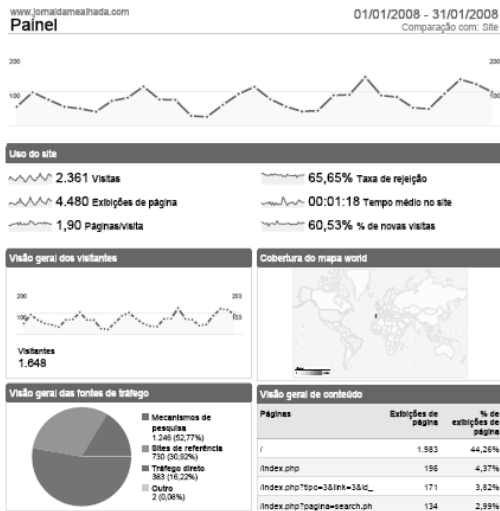 www.jornaldamealhada.com
Painel
01/01/2008 - 31/01/2008
Comparação com: Site
200
100
200
100
Uso do site
2.361 Visitas
65,65% Taxa de rejeição
4.480 Exibições de página
00:01:18 Tempo médio no site
1,90 Páginas/visita
60,53% % de novas visitas
Visão geral dos visitantes
200
100
200
100
Visitantes
1.648
Cobertura do mapa world
Visão geral das fontes de tráfego
Mecanismos de
pesquisa
1.246 (52,77%)
Sites de referência
730 (30,92%)
Tráfego direto
383 (16,22%)
Outro
2 (0,08%)
Visão geral de conteúdo
Páginas
Exibições de
página
% de
exibições de
página
/ 1.983 44,26%
/index.php 196 4,37%
/index.php?tipo=3&link=3&id_ 171 3,82%
/index.php?pagina=search.ph 134 2,99%